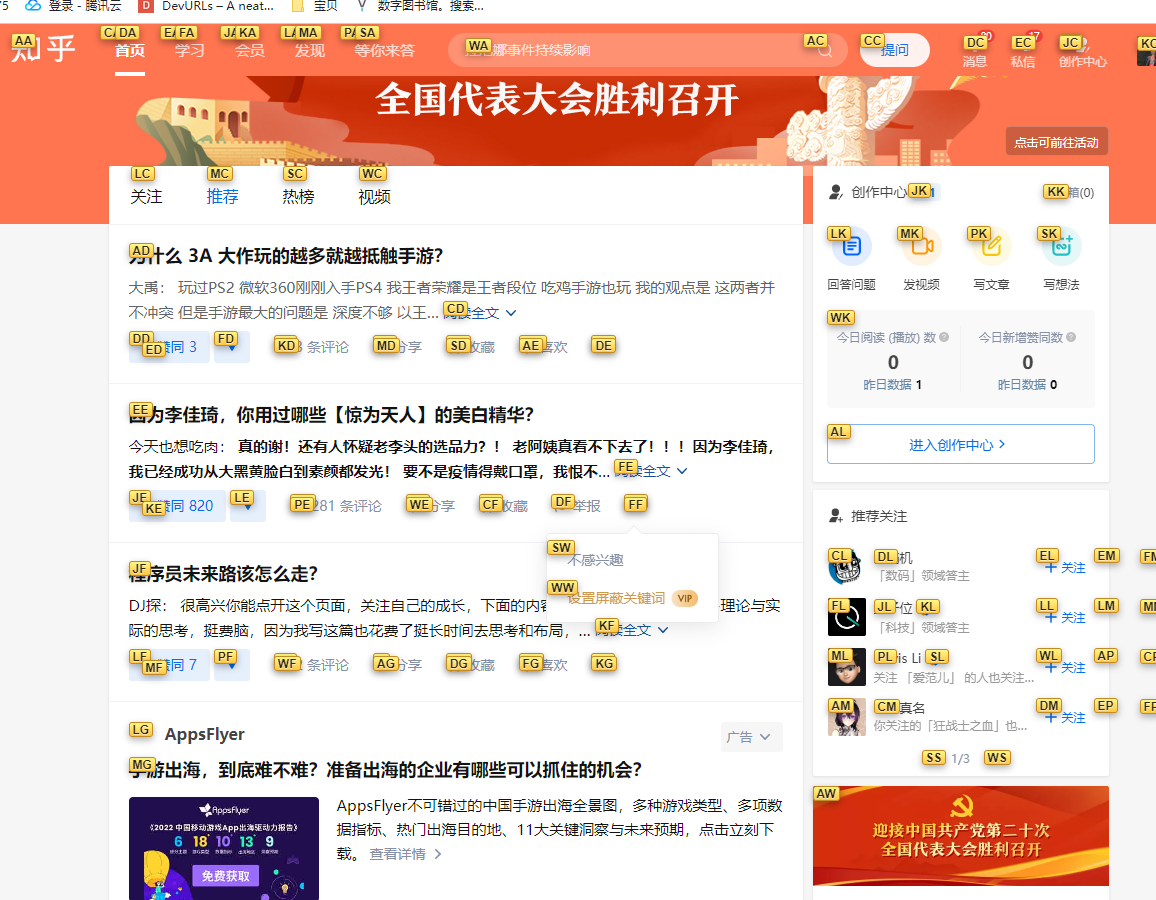 登录 - 腾讯云
DevURLs – A neat...
宝贝
数字图书馆。搜索...
AA
知乎
DA
首页
FA
学习
KA
会员
MA
发现
SA
等你来答
WA
事件持续影响
AC
CC
提问
DC
消息
EC
17
私信
JC
创作中心
KC
全国代表大会胜利召开
点击可前往活动
LC
关注
MC
推荐
SC
热榜
WC
视频
AD
为什么 3A 大作玩的越多就越抵触手游？
大禹： 玩过PS2 微软360刚刚入手PS4 我王者荣耀是王者段位 吃鸡手游也玩 我的观点是 这两者并
不冲突 但是手游最大的问题是 深度不够 以王... CD 阅读全文
DD
ED
赞同 3
FD
KD
条评论
MD
分享
SD
收藏
AE
喜欢
DE
EE
因为李佳琦，你用过哪些【惊为天人】的美白精华？
今天也想吃肉： 真的谢！还有人怀疑老李头的选品力？！ 老阿姨真看不下去了！！！因为李佳琦，
我已经成功从大黑黄脸白到素颜都发光！ 要不是疫情得戴口罩，我恨不... FE 阅读全文
JE
KE
赞同 820
LE
PE
281 条评论
WE
分享
CF
收藏
DF
举报
FF
SW
不感兴趣
WW
设置屏蔽关键词 VIP
JF
程序员未来路该怎么走？
DJ探： 很高兴你能点开这个页面，关注自己的成长，下面的内容
理论与实
际的思考，挺费脑，因为我写这篇也花费了挺长时间去思考和布局，... KF 阅读全文
LF
MF
赞同 7
PF
WF
条评论
AG
分享
DG
收藏
FG
喜欢
KG
LG
AppsFlyer
广告
MG
手游出海，到底难不难？准备出海的企业有哪些可以抓住的机会？
AppsFlyer
《2022 中国移动游戏App出海驱动力报告》
6 18 10 13 9
免费获取
AppsFlyer不可错过的中国手游出海全景图，多种游戏类型、多项数
据指标、热门出海目的地、11大关键洞察与未来预期，点击立刻下
载。 查看详情
创作中心
JK
KK
箱(0)
LK
MK
PK
SK
回答问题
发视频
写文章
写想法
WK
今日阅读 (播放) 数
今日新增赞同数
0
0
昨日数据 1
昨日数据 0
AL
进入创作中心
推荐关注
CL
DL
机
EL
EM
FM
关注
「数码」领域答主
FL
JL
位
KL
LL
LM
关注
「科技」领域答主
ML
PL
is Li
SL
WL
AP
关注
关注 「爱范儿」 的人也关注...
AM
CM
真名
DM
EP
关注
你关注的「狂战士之血」也...
SS
1/3
WS
AW
迎接中国共产党第二十次
全国代表大会胜利召开